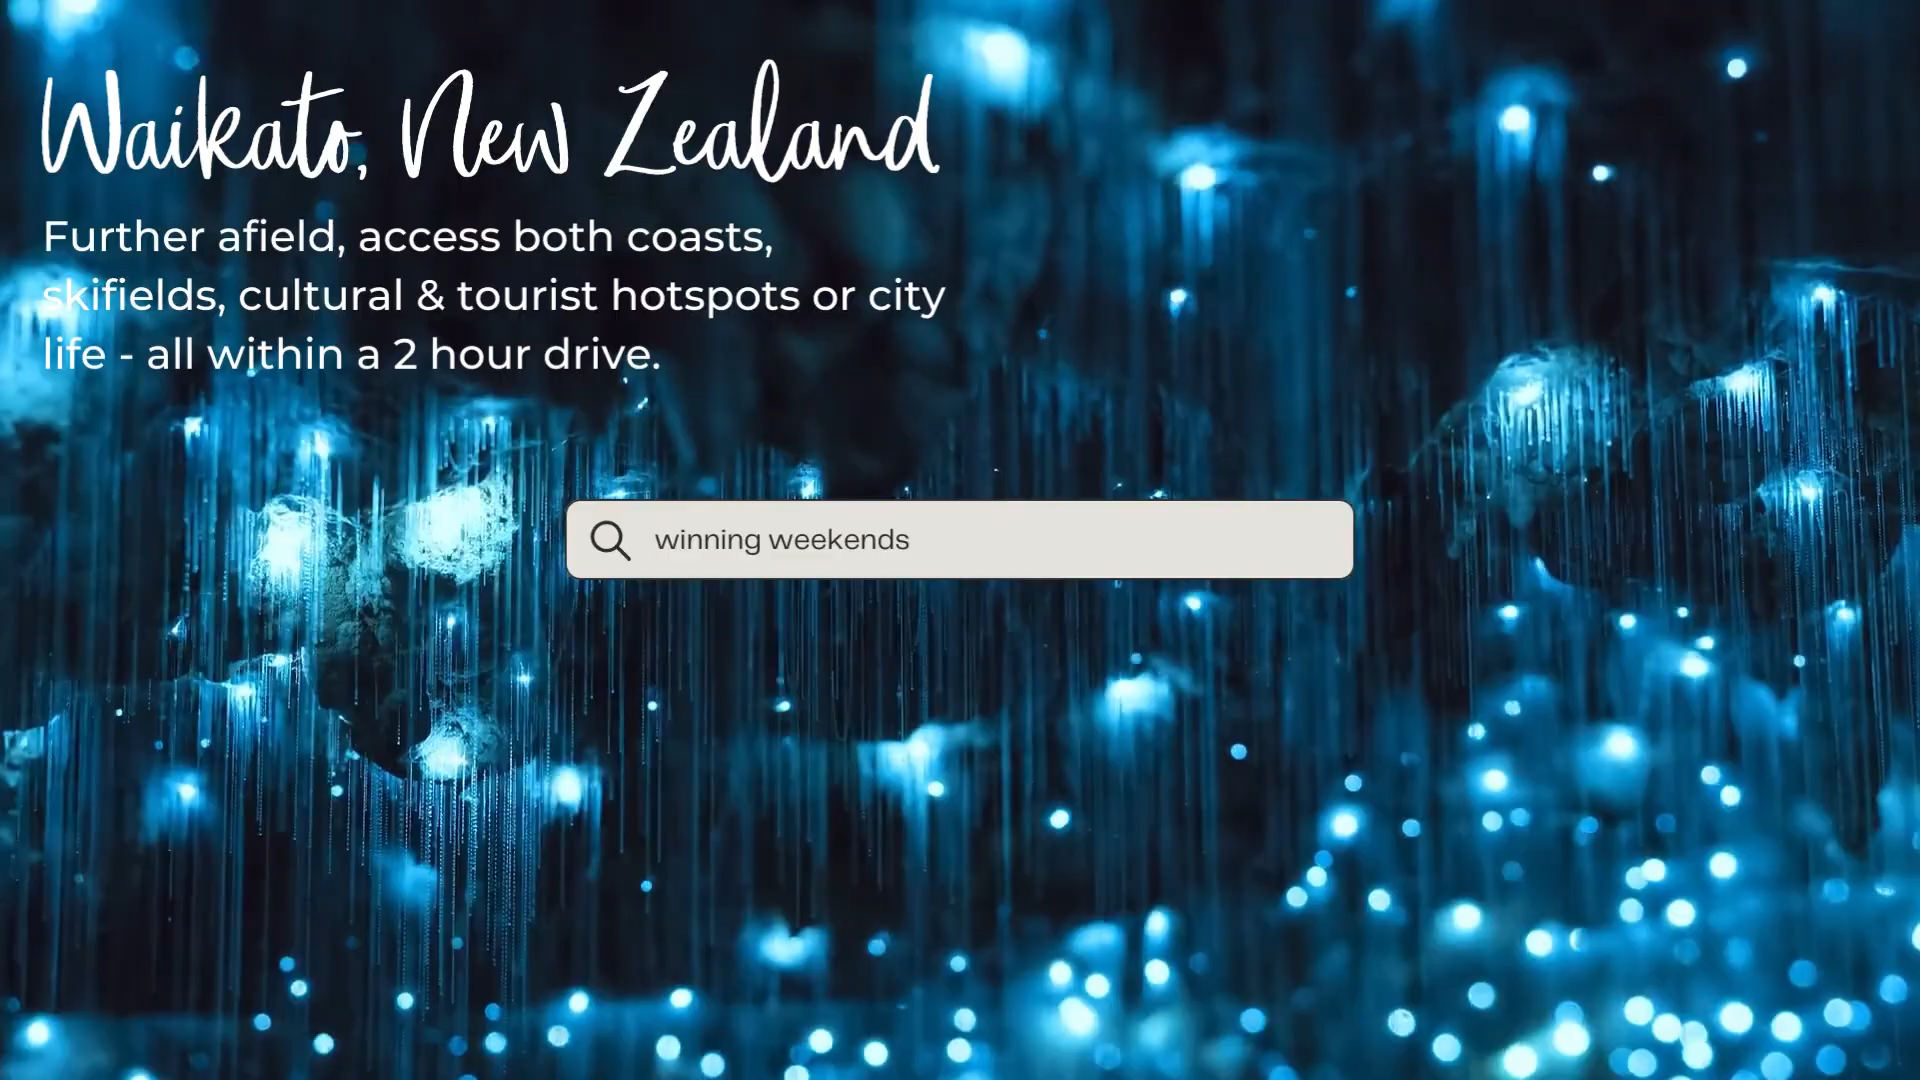 Waikato, New Zealand
Further afield, access both coasts,
skifields, cultural & tourist hotspots or city
life - all within a 2 hour drive.
winning weekends